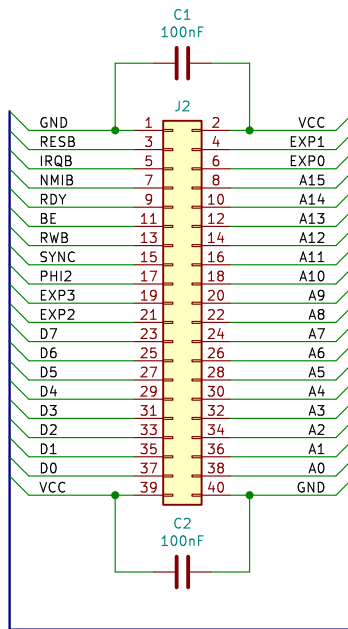 C1
100nF
J2
GND 1 2 VCC
RESB 3 4 EXP1
IRQB 5 6 EXP0
NMIB 7 8 A15
RDY 9 10 A14
BE 11 12 A13
RWB 13 14 A12
SYNC 15 16 A11
PHI2 17 18 A10
EXP3 19 20 A9
EXP2 21 22 A8
D7 23 24 A7
D6 25 26 A6
D5 27 28 A5
D4 29 30 A4
D3 31 32 A3
D2 33 34 A2
D1 35 36 A1
D0 37 38 A0
VCC 39 40 GND
C2
100nF